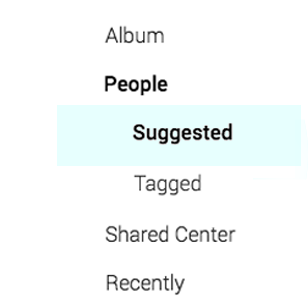 Album
People
Suggested
Tagged
Shared Center
Recently